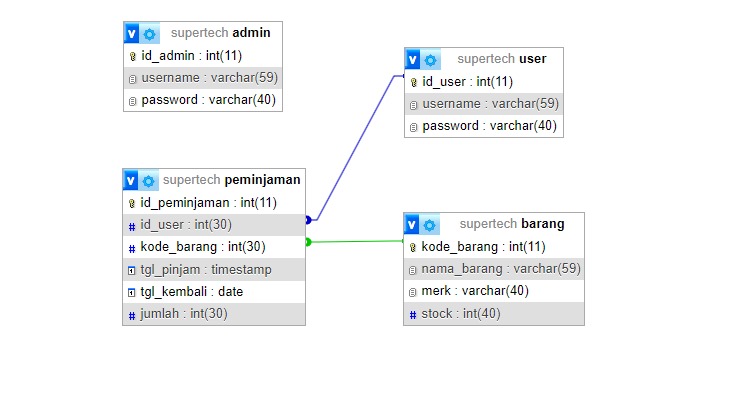 supertech admin
id_admin : int(11)
username : varchar(59)
password : varchar(40)
supertech user
id_user : int(11)
username : varchar(59)
password : varchar(40)
supertech peminjaman
id_peminjaman : int(11)
id_user : int(30)
kode_barang : int(30)
tgl_pinjam : timestamp
tgl_kembali : date
jumlah : int(30)
supertech barang
kode_barang : int(11)
nama_barang : varchar(59)
merk : varchar(40)
stock : int(40)